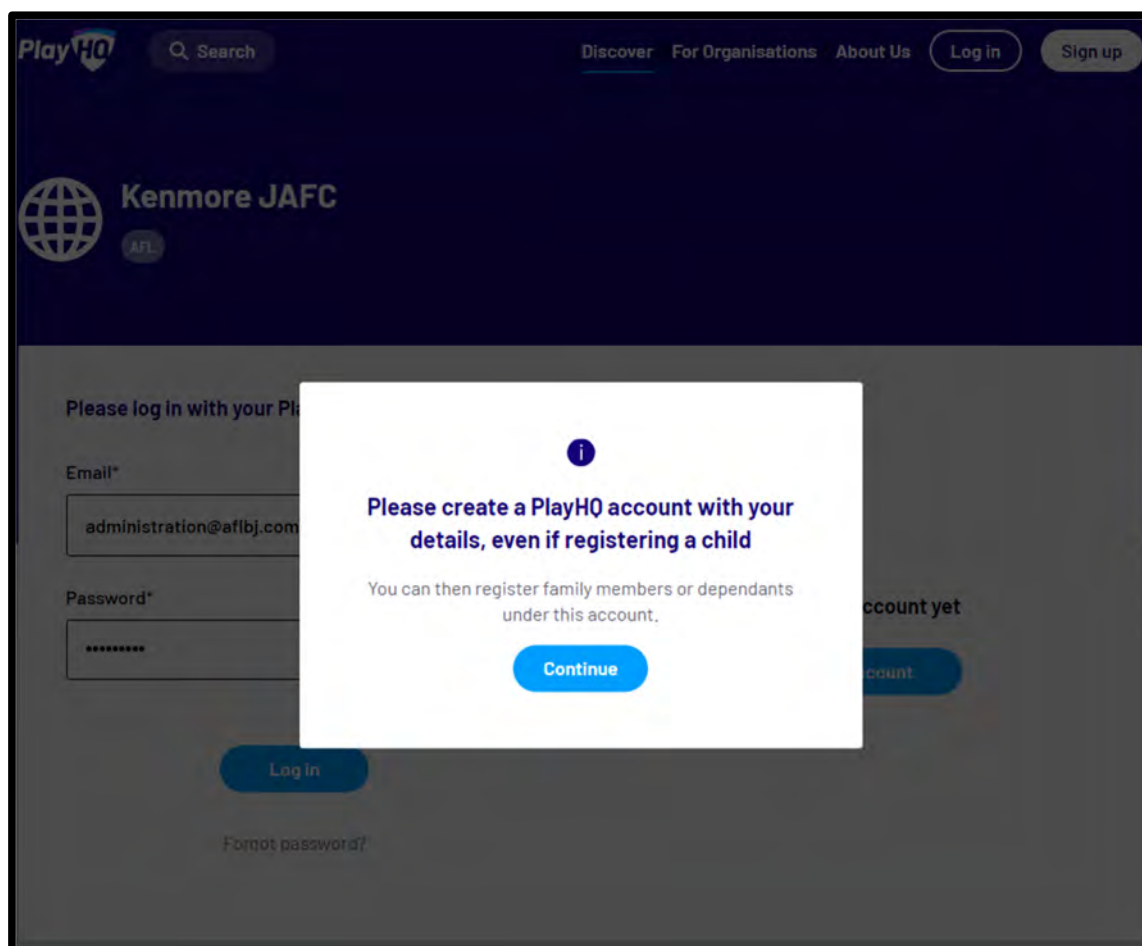 PlayHQ
Search
Discover
For Organisations
About Us
Log in
Sign up
Kenmore JAFC
AFL
Please log in with your Pl
Email*
administration@aflbj.com
Password*
•••••••••
Log in
Forgot password?
ccount yet
ccount
Please create a PlayHQ account with your
details, even if registering a child
You can then register family members or dependants
under this account.
Continue